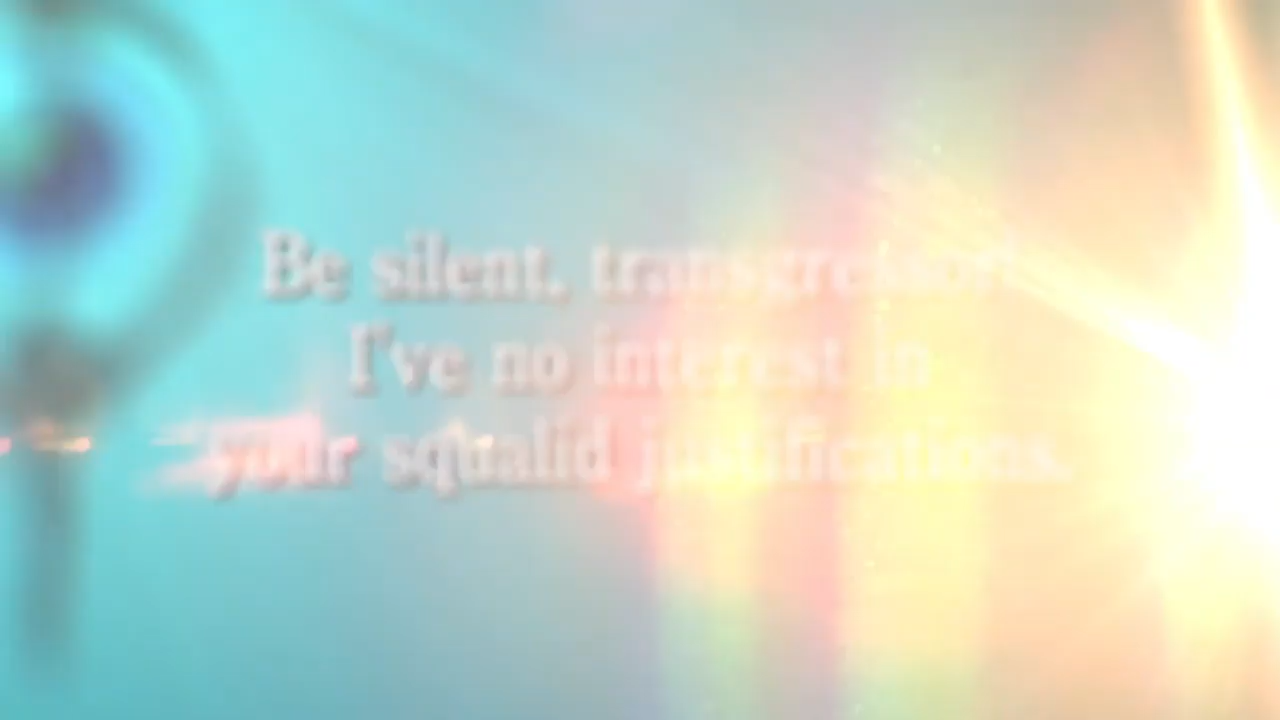 Be silent, transgressor!
I've no interest in
your squalid justifications.